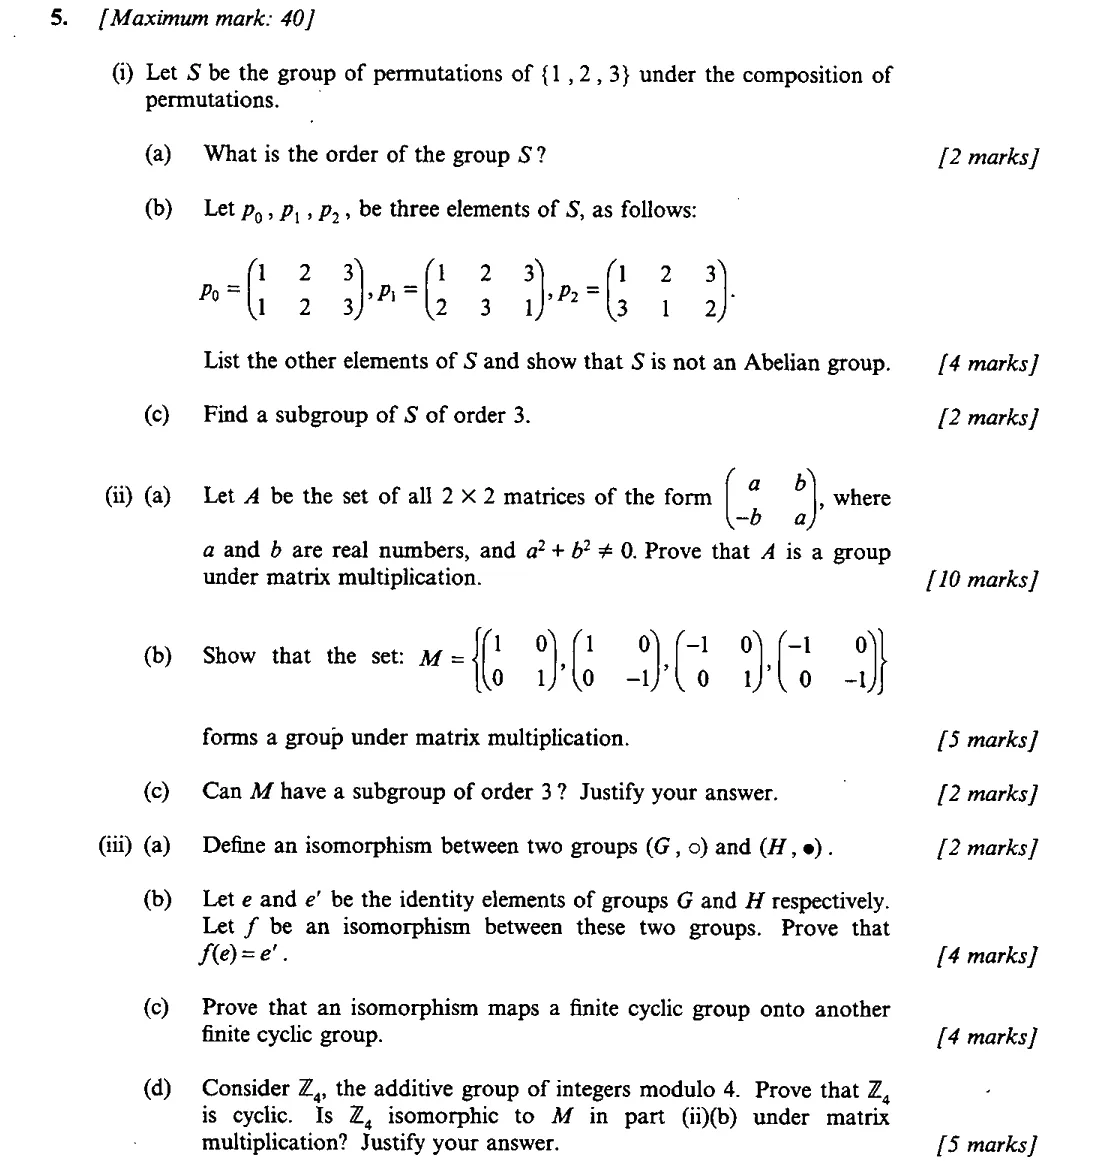 5. [Maximum mark: 40]
(i) Let S be the group of permutations of {1 , 2 , 3} under the composition of
permutations.
(a) What is the order of the group S? [2 marks]
(b) Let p₀ , p₁ , p₂ , be three elements of S, as follows:
p₀ = (1 2 3 / 1 2 3), p₁ = (1 2 3 / 2 3 1), p₂ = (1 2 3 / 3 1 2).
List the other elements of S and show that S is not an Abelian group. [4 marks]
(c) Find a subgroup of S of order 3. [2 marks]
(ii) (a) Let A be the set of all 2 × 2 matrices of the form (a b / −b a), where
a and b are real numbers, and a² + b² ≠ 0. Prove that A is a group
under matrix multiplication. [10 marks]
(b) Show that the set: M = {(1 0 / 0 1), (1 0 / 0 −1), (−1 0 / 0 1), (−1 0 / 0 −1)}
forms a group under matrix multiplication. [5 marks]
(c) Can M have a subgroup of order 3? Justify your answer. [2 marks]
(iii) (a) Define an isomorphism between two groups (G , ○) and (H , ●) . [2 marks]
(b) Let e and e′ be the identity elements of groups G and H respectively.
Let f be an isomorphism between these two groups. Prove that
f(e) = e′ . [4 marks]
(c) Prove that an isomorphism maps a finite cyclic group onto another
finite cyclic group. [4 marks]
(d) Consider ℤ₄, the additive group of integers modulo 4. Prove that ℤ₄
is cyclic. Is ℤ₄ isomorphic to M in part (ii)(b) under matrix
multiplication? Justify your answer. [5 marks]